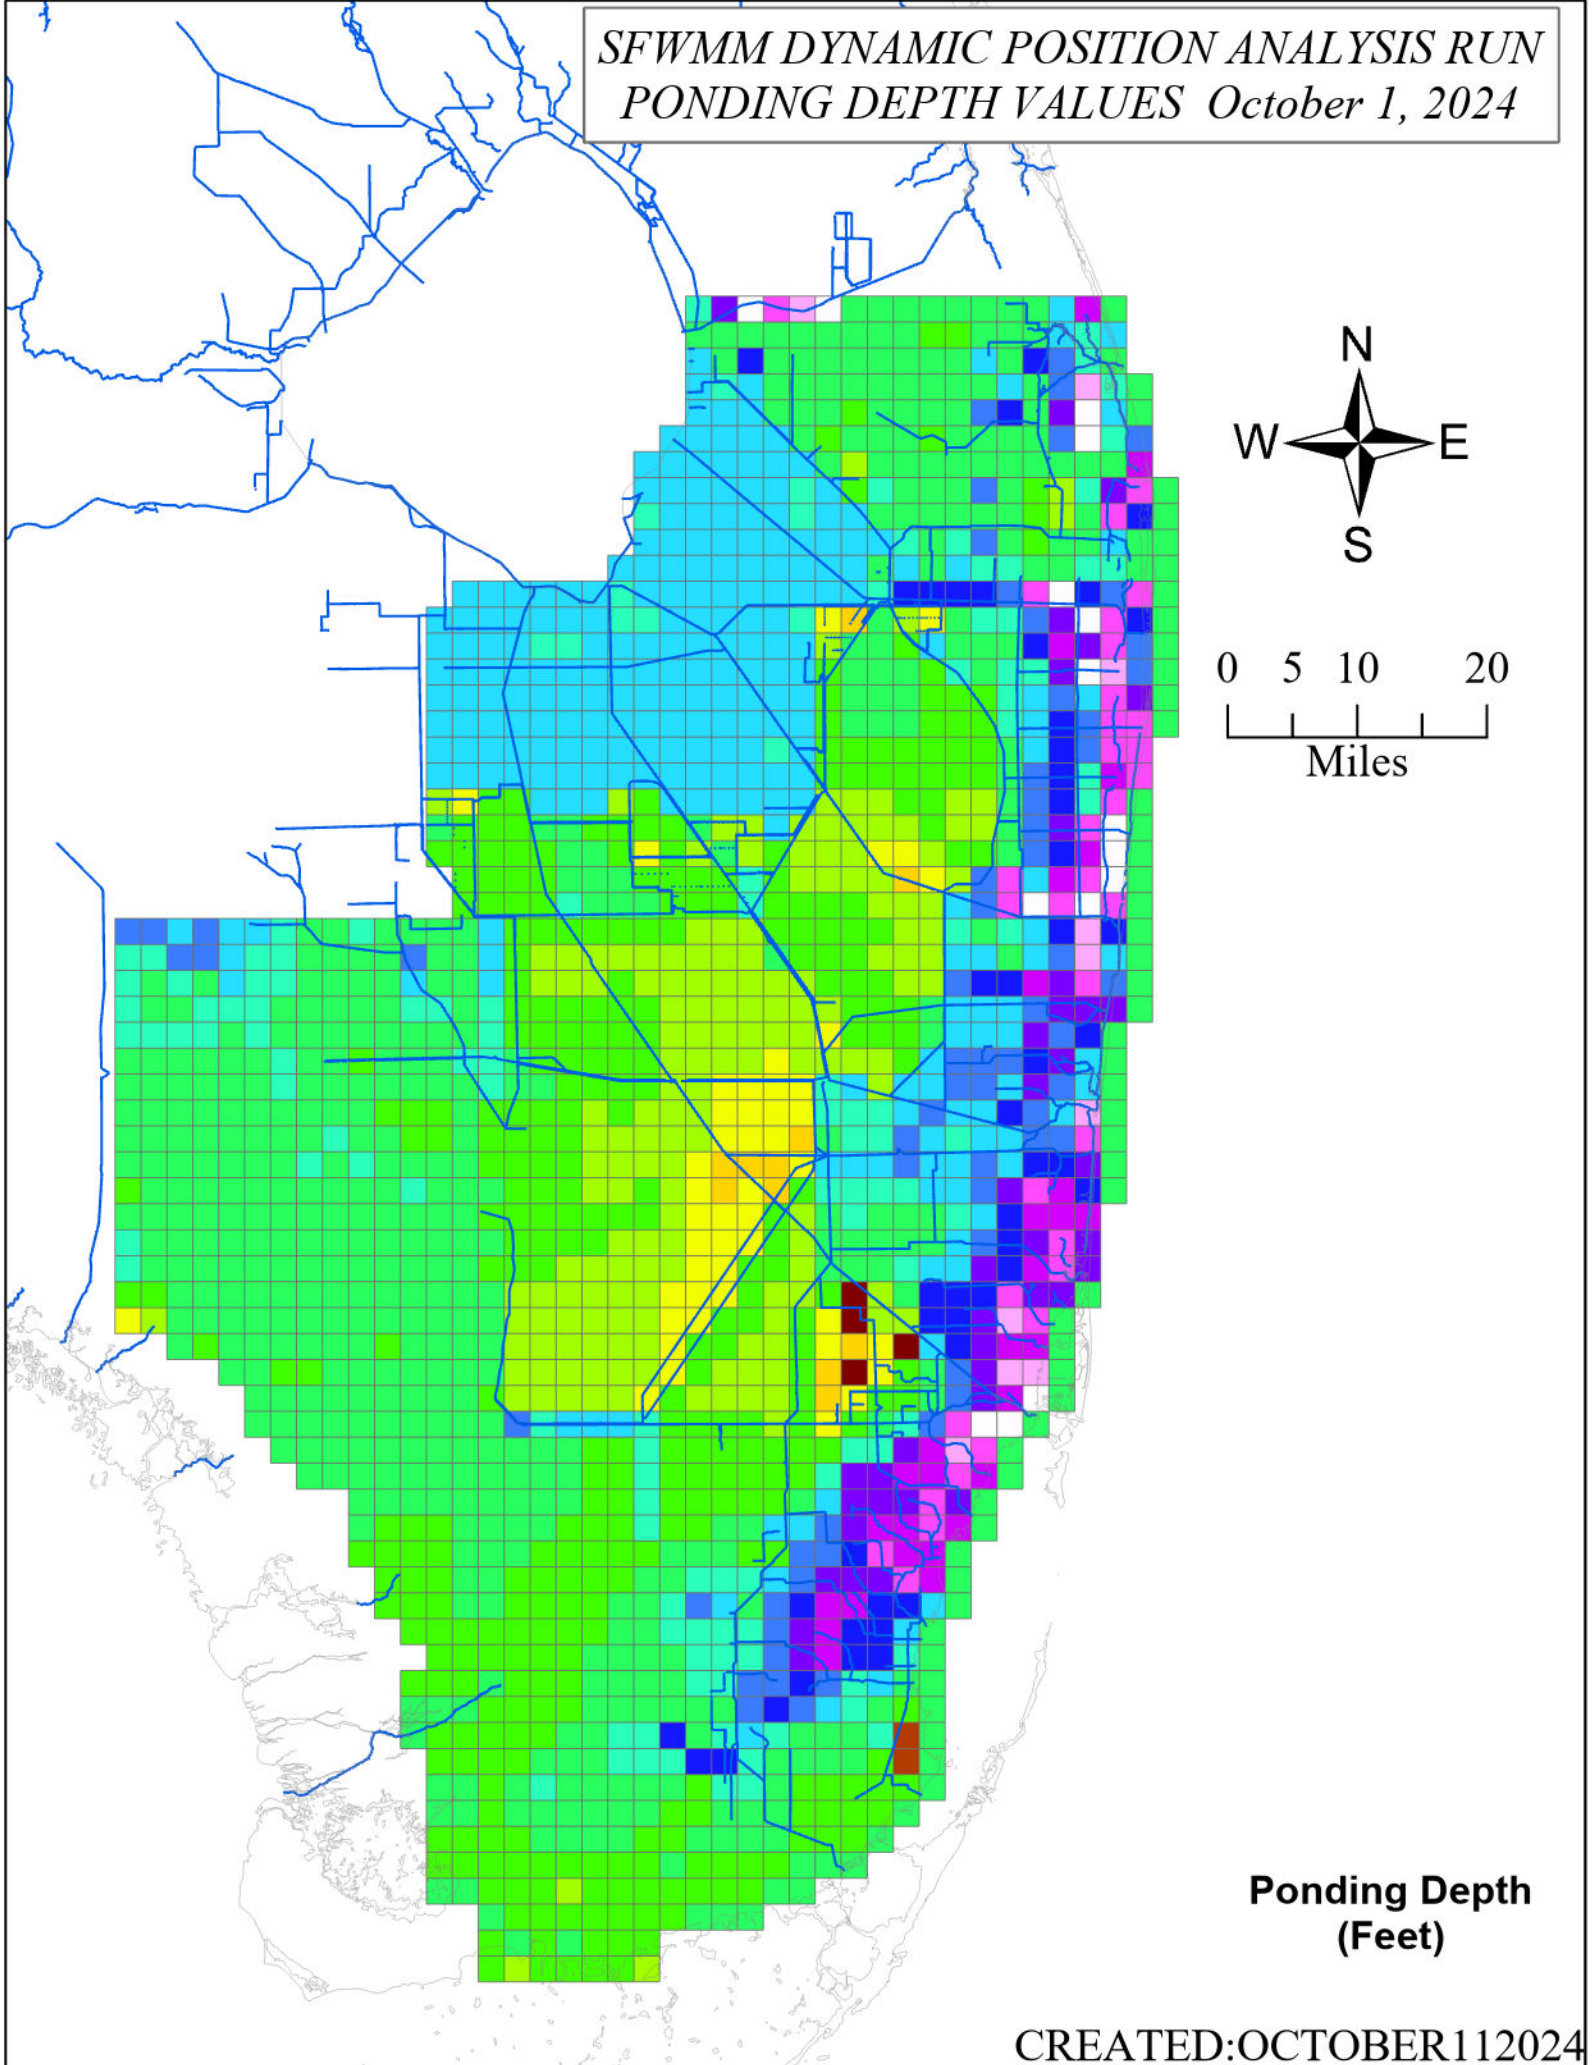 SFWMM DYNAMIC POSITION ANALYSIS RUN
PONDING DEPTH VALUES October 1, 2024
N
W E
S
0 5 10 20
Miles
Ponding Depth
(Feet)
CREATED:OCTOBER112024